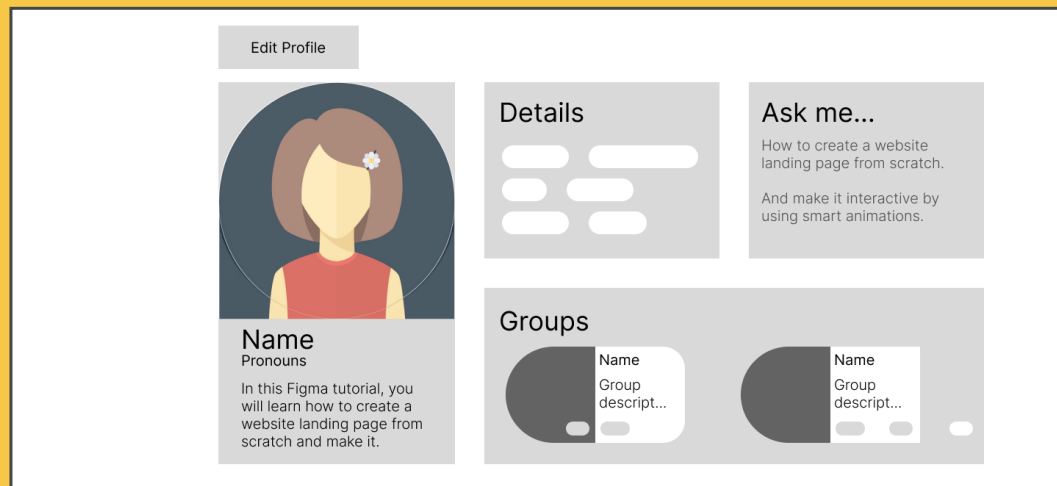 Edit Profile
Name
Pronouns
In this Figma tutorial, you
will learn how to create a
website landing page from
scratch and make it.
Details
Ask me...
How to create a website
landing page from scratch.
And make it interactive by
using smart animations.
Groups
Name
Group
descript...
Name
Group
descript...